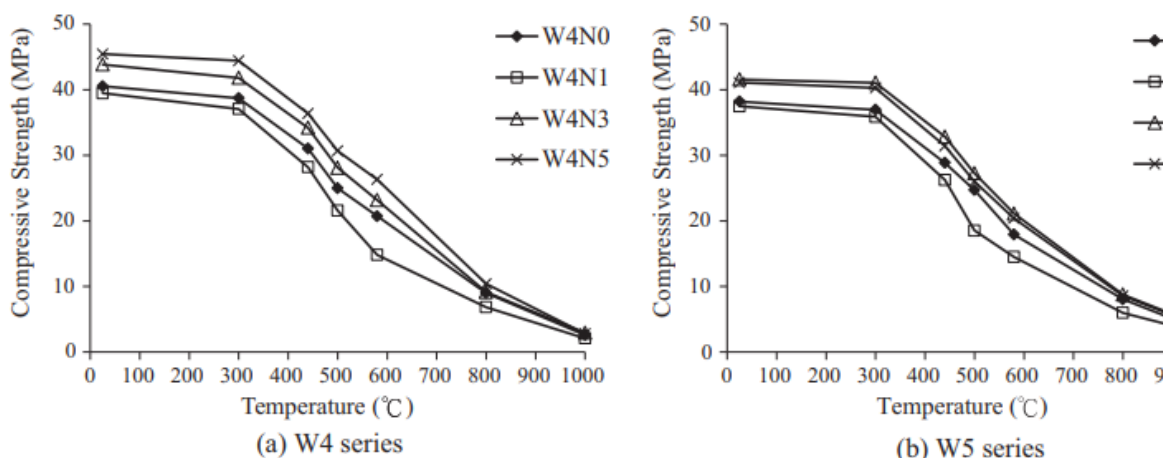 50
40
30
20
10
0
Compressive Strength (MPa)
0 100 200 300 400 500 600 700 800 900 1000
Temperature (℃)
W4N0
W4N1
W4N3
W4N5
(a) W4 series
50
40
30
20
10
0
Compressive Strength (MPa)
100 200 300 400 500 600 700 800
Temperature (℃)
(b) W5 series